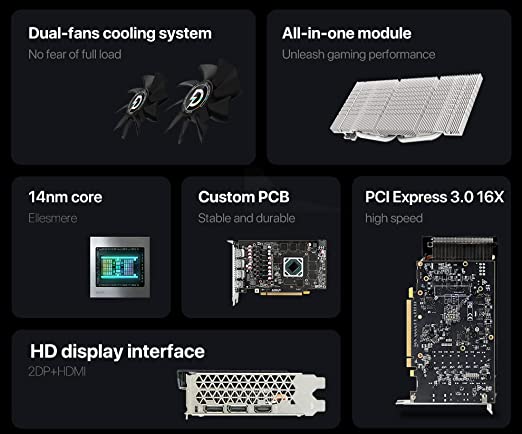 Dual-fans cooling system
No fear of full load
All-in-one module
Unleash gaming performance
14nm core
Ellesmere
Custom PCB
Stable and durable
PCI Express 3.0 16X
high speed
HD display interface
2DP+HDMI